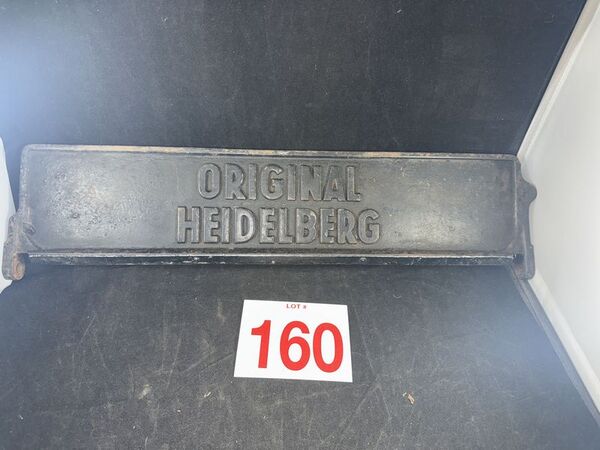 ORIGINAL
HEIDELBERG
LOT #
160